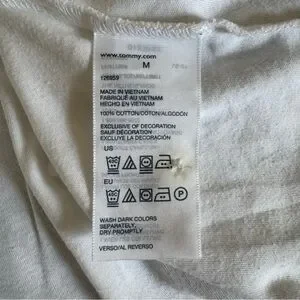 www.tommy.com
M
126959
MADE IN VIETNAM
FABRIQUÉ AU VIETNAM
HECHO EN VIETNAM
100% COTTON/COTON/ALGODÓN
EXCLUSIVE OF DECORATION
SAUF DÉCORATION
EXCLUYE LA DECORACIÓN
US
EU
P
WASH DARK COLORS
SEPARATELY,
DRY PROMPTLY
VERSO/AL REVERSO